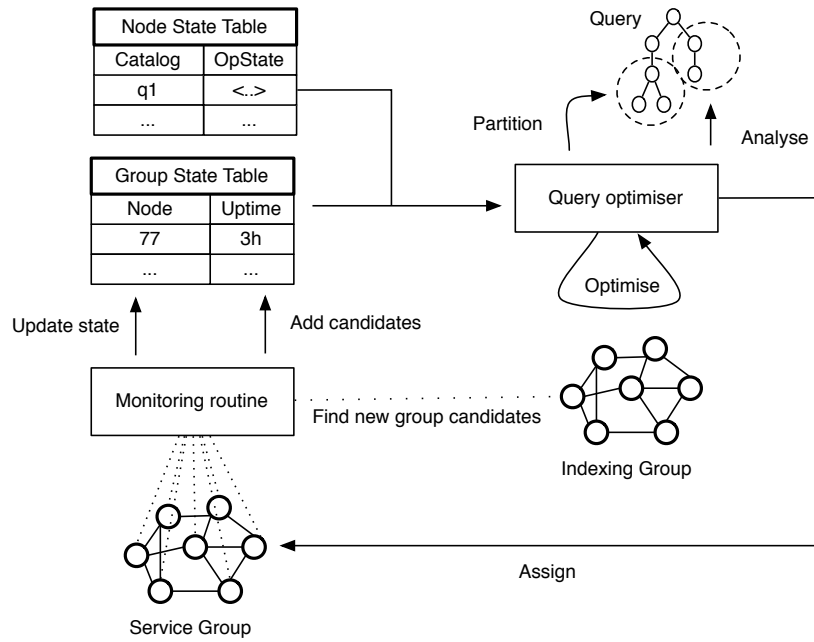 Node State Table
Catalog OpState
q1 <..>
... ...
Group State Table
Node Uptime
77 3h
... ...
Update state
Add candidates
Monitoring routine
Service Group
Query
Partition
Analyse
Query optimiser
Optimise
Find new group candidates
Indexing Group
Assign